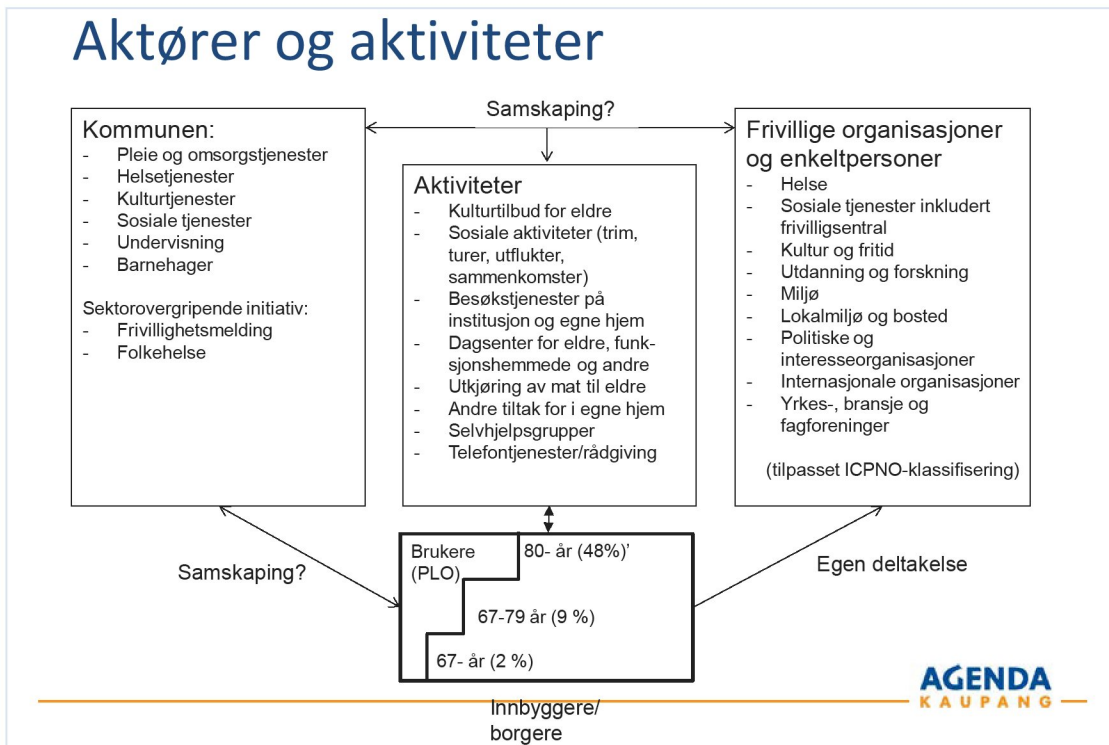 Aktører og aktiviteter
Samskaping?
Kommunen:
- Pleie og omsorgstjenester
- Helsetjenester
- Kulturtjenester
- Sosiale tjenester
- Undervisning
- Barnehager
Sektorovergripende initiativ:
- Frivillighetsmelding
- Folkehelse
Aktiviteter
- Kulturtilbud for eldre
- Sosiale aktiviteter (trim,
turer, utflukter,
sammenkomster)
- Besøkstjenester på
institusjon og egne hjem
- Dagsenter for eldre, funk-
sjonshemmede og andre
- Utkjøring av mat til eldre
- Andre tiltak for i egne hjem
- Selvhjelpsgrupper
- Telefontjenester/rådgiving
Frivillige organisasjoner
og enkeltpersoner
- Helse
- Sosiale tjenester inkludert
frivilligsentral
- Kultur og fritid
- Utdanning og forskning
- Miljø
- Lokalmiljø og bosted
- Politiske og
interesseorganisasjoner
- Internasjonale organisasjoner
- Yrkes-, bransje og
fagforeninger
(tilpasset ICPNO-klassifisering)
Samskaping?
Brukere
(PLO)
80- år (48%)’
67-79 år (9 %)
67- år (2 %)
Egen deltakelse
Innbyggere/
borgere
AGENDA
KAUPANG